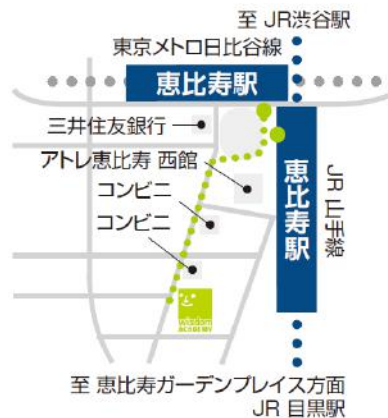 至 JR渋谷駅
東京メトロ日比谷線
恵比寿駅
三井住友銀行
アトレ恵比寿 西館
コンビニ
コンビニ
恵比寿駅
JR 山手線
wisdom
ACADEMY
至 恵比寿ガーデンプレイス方面
JR 目黒駅